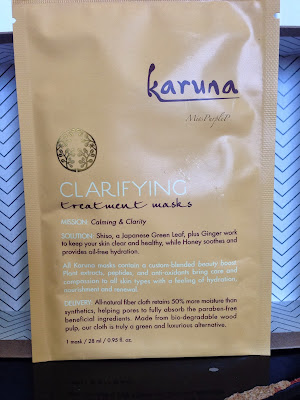 karuna
MissPurpleP
CLARIFYING
treatment masks
MISSION: Calming & Clarity
SOLUTION: Shiso, a Japanese Green Leaf, plus Ginger work
to keep your skin clear and healthy, while Honey soothes and
provides oil-free hydration.
All Karuna masks contain a custom-blended beauty boost.
Plant extracts, peptides, and anti-oxidants bring care and
compassion to all skin types with a feeling of hydration,
nourishment and renewal.
DELIVERY: All-natural fiber cloth retains 50% more moisture than
synthetics, helping pores to fully absorb the paraben-free
beneficial ingredients. Made from bio-degradable wood
pulp, our cloth is truly a green and luxurious alternative.
1 mask / 28 ml / 0.95 fl. oz.